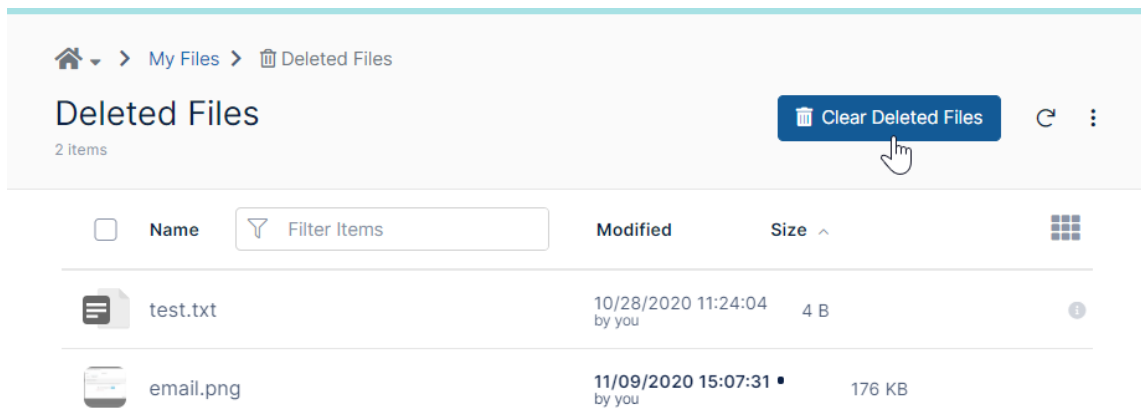 My Files Deleted Files
Deleted Files
Clear Deleted Files
2 items
Name Filter Items Modified Size
test.txt 10/28/2020 11:24:04 4 B
by you
email.png 11/09/2020 15:07:31 176 KB
by you